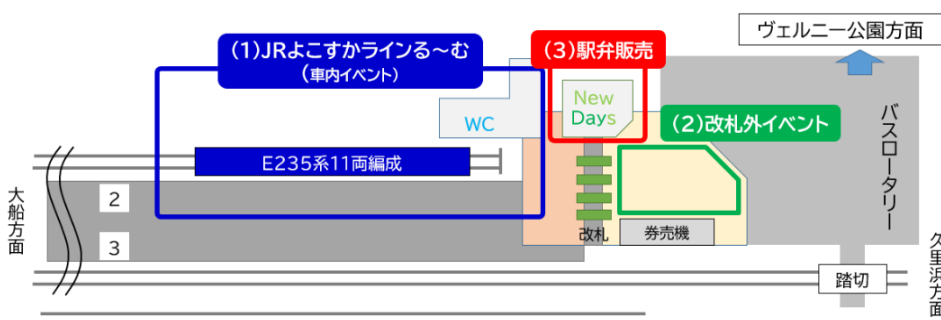 (1)JRよこすかラインる～む
(車内イベント)
(3)駅弁販売
ヴェルニー公園方面
New
Days
WC
(2)改札外イベント
バスロータリー
E235系11両編成
大船方面
2
3
改札
券売機
踏切
久里浜方面